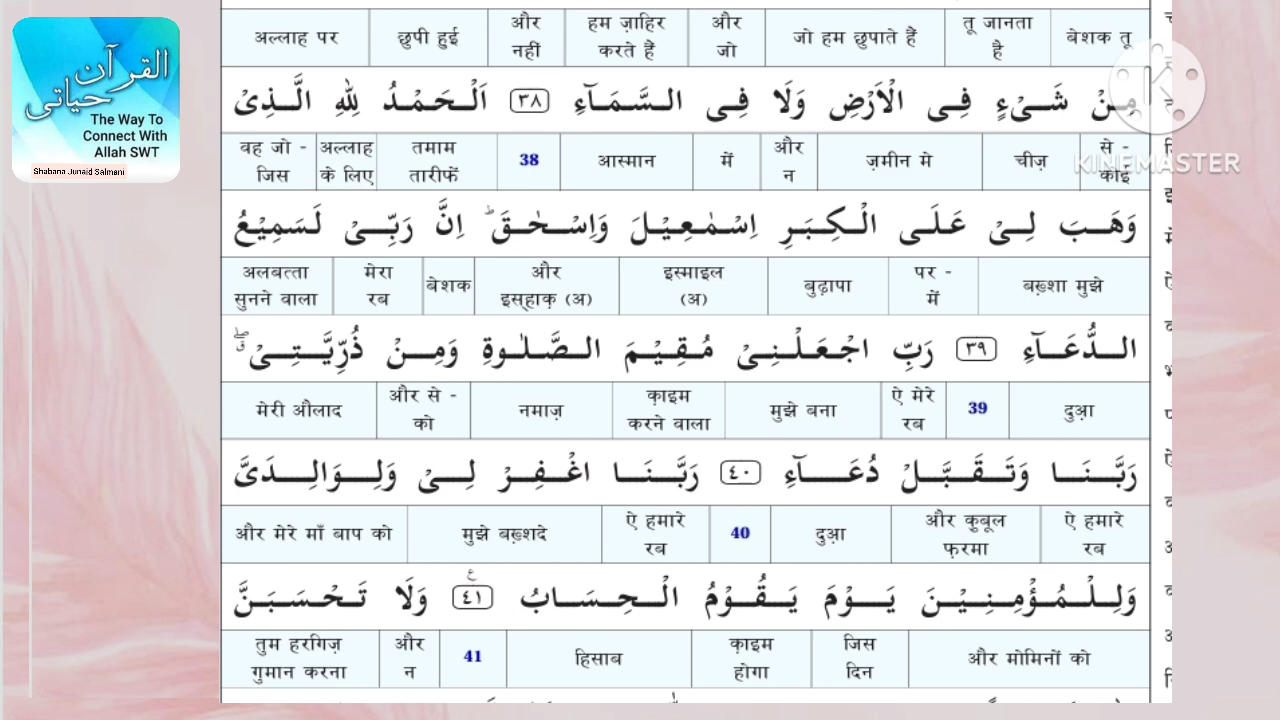 القرآن حياتى
The Way To
Connect With
Allah SWT
Shabana Junaid Salmani
KINEMASTER
बेशक तू | तू जानता है | जो हम छुपाते हैं | और जो | हम ज़ाहिर करते हैं | और नहीं | छुपी हुई | अल्लाह पर
مِنْ شَیْءٍ فِی الْاَرْضِ وَلَا فِی السَّمَآءِ ﴿٣٨﴾ اَلْحَمْدُ لِلّٰهِ الَّذِیْ
से - कोई | चीज़ | ज़मीन मे | और न | में | आस्मान | 38 | तमाम तारीफें | अल्लाह के लिए | वह जो - जिस
وَهَبَ لِیْ عَلَی الْکِبَرِ اِسْمٰعِیْلَ وَاِسْحٰقَ ؕ اِنَّ رَبِّیْ لَسَمِیْعُ
बख़्शा मुझे | पर - में | बुढ़ापा | इस्माइल (अ) | और इस्हाक़ (अ) | बेशक | मेरा रब | अलबत्ता सुनने वाला
الدُّعَآءِ ﴿٣٩﴾ رَبِّ اجْعَلْنِیْ مُقِیْمَ الصَّلٰوةِ وَمِنْ ذُرِّیَّتِیْ
दुआ़ | 39 | ऐ मेरे रब | मुझे बना | क़ाइम करने वाला | नमाज़ | और से - को | मेरी औलाद
رَبَّنَا وَتَقَبَّلْ دُعَآءِ ﴿٤٠﴾ رَبَّنَا اغْفِرْ لِیْ وَلِوَالِدَیَّ
ऐ हमारे रब | और कुबूल फ़रमा | दुआ़ | 40 | ऐ हमारे रब | मुझे बख़्शदे | और मेरे माँ बाप को
وَلِلْمُؤْمِنِیْنَ یَوْمَ یَقُوْمُ الْحِسَابُ ﴿٤١﴾ ع وَلَا تَحْسَبَنَّ
और मोमिनों को | जिस दिन | क़ाइम होगा | हिसाब | 41 | और न | तुम हरगिज़ गुमान करना